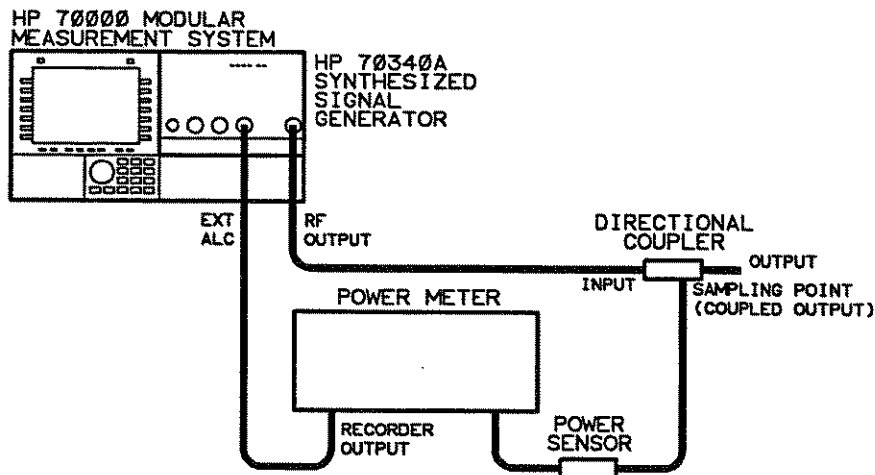 HP 70000 MODULAR
MEASUREMENT SYSTEM
HP 70340A
SYNTHESIZED
SIGNAL
GENERATOR
EXT
ALC
RF
OUTPUT
DIRECTIONAL
COUPLER
OUTPUT
INPUT
SAMPLING POINT
(COUPLED OUTPUT)
POWER METER
RECORDER
OUTPUT
POWER
SENSOR